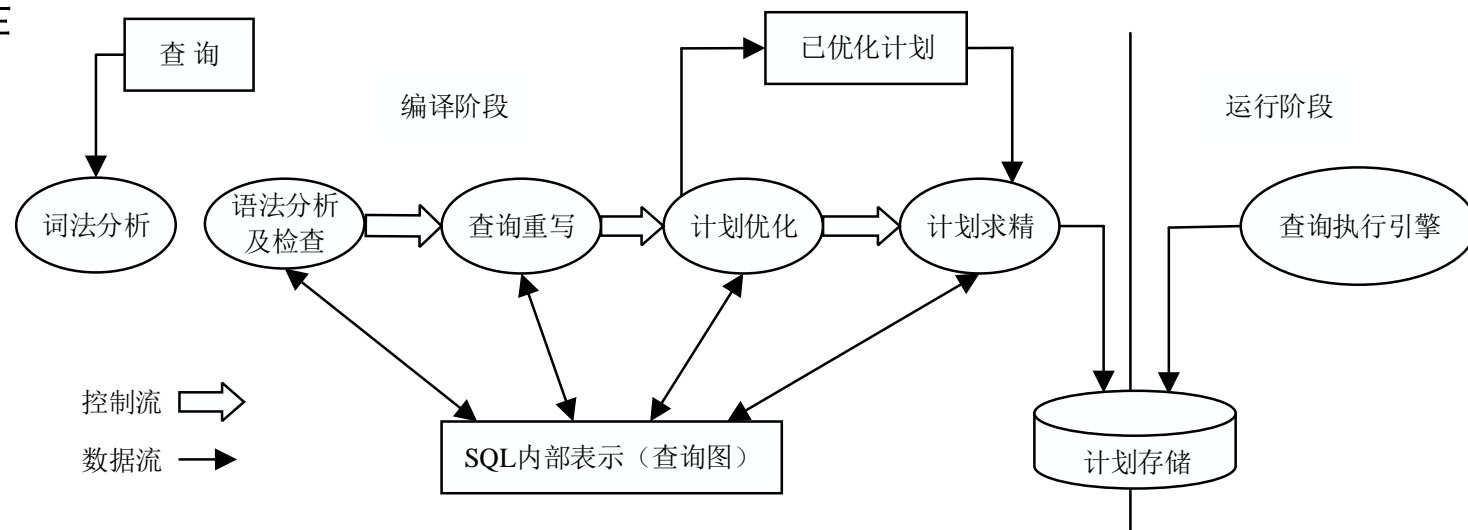 查 询
已优化计划
编译阶段
运行阶段
词法分析
语法分析
及检查
查询重写
计划优化
计划求精
查询执行引擎
控制流
数据流
SQL内部表示（查询图）
计划存储